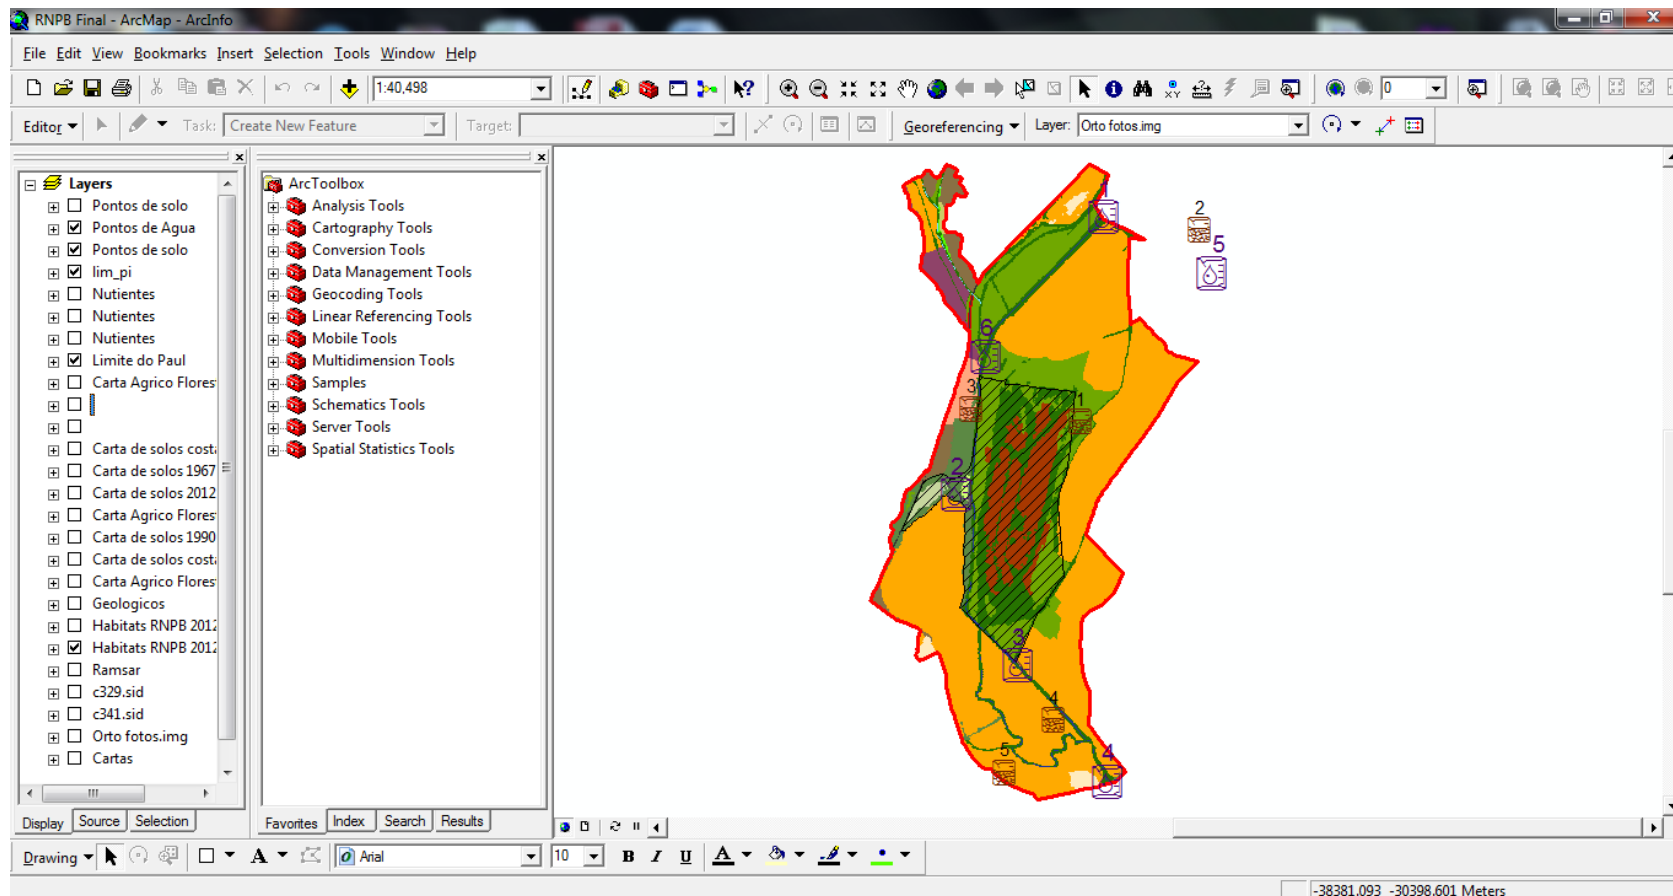 RNPB Final - ArcMap - ArcInfo
File Edit View Bookmarks Insert Selection Tools Window Help
1:40,498
0
Editor Task: Create New Feature Target:
Georeferencing Layer: Orto fotos.img
Layers
Pontos de solo
Pontos de Agua
Pontos de solo
lim_pi
Nutientes
Nutientes
Nutientes
Limite do Paul
Carta Agrico Flores
Carta de solos cost
Carta de solos 1967
Carta de solos 2012
Carta Agrico Flores
Carta de solos 1990
Carta de solos cost
Carta Agrico Flores
Geologicos
Habitats RNPB 2012
Habitats RNPB 2012
Ramsar
c329.sid
c341.sid
Orto fotos.img
Cartas
Display Source Selection
ArcToolbox
Analysis Tools
Cartography Tools
Conversion Tools
Data Management Tools
Geocoding Tools
Linear Referencing Tools
Mobile Tools
Multidimension Tools
Samples
Schematics Tools
Server Tools
Spatial Statistics Tools
Favorites Index Search Results
1
2
5
6
3
1
2
3
4
5
4
Drawing A Arial 10 B I U A
-38381,093 -30398,601 Meters